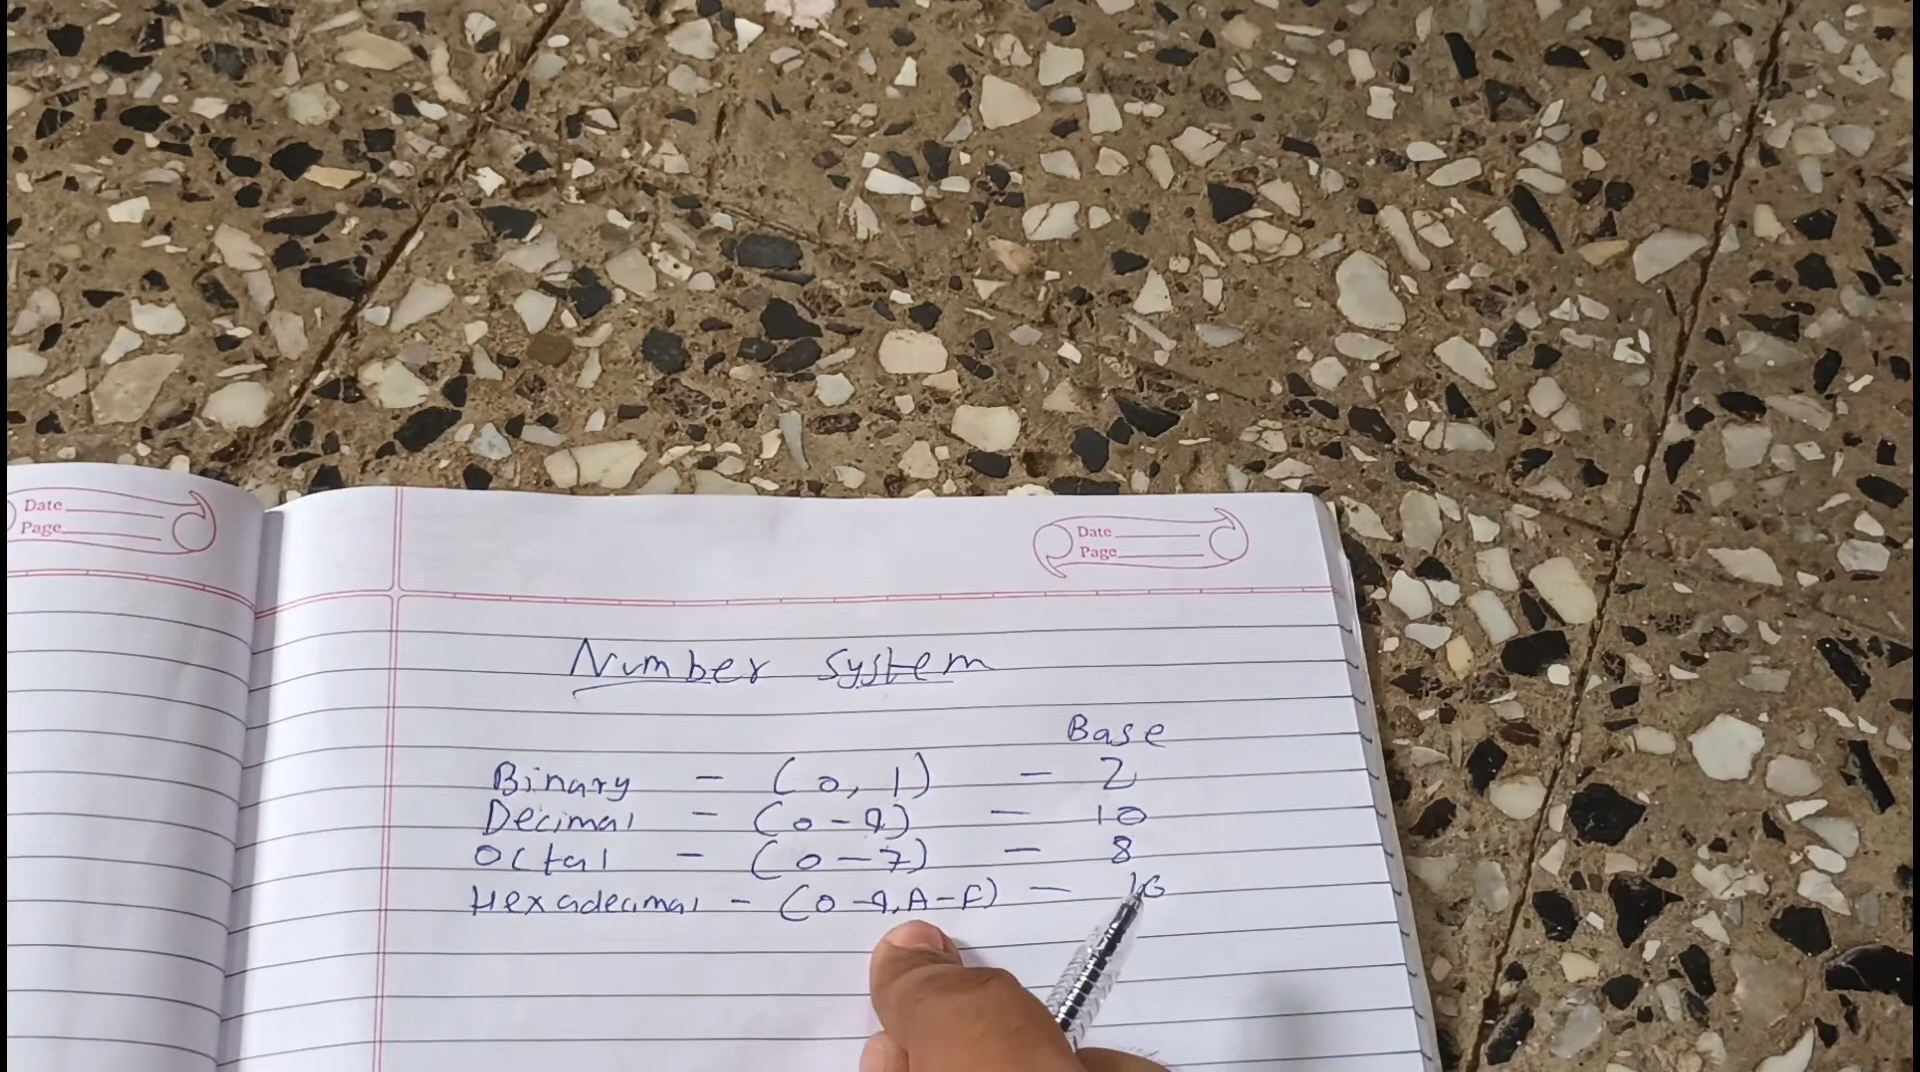 Date
Page
Date
Page
Number system
Base
Binary - (0, 1) - 2
Decimal - (0-9) - 10
Octal - (0-7) - 8
Hexadecimal - (0-9, A-F) - 16